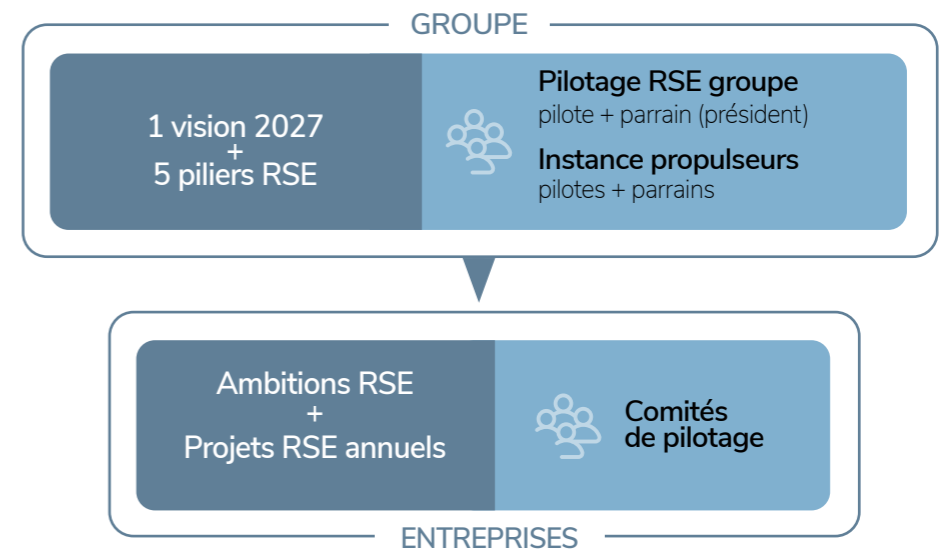 GROUPE
1 vision 2027
+
5 piliers RSE
Pilotage RSE groupe
pilote + parrain (président)
Instance propulseurs
pilotes + parrains
Ambitions RSE
+
Projets RSE annuels
Comités
de pilotage
ENTREPRISES